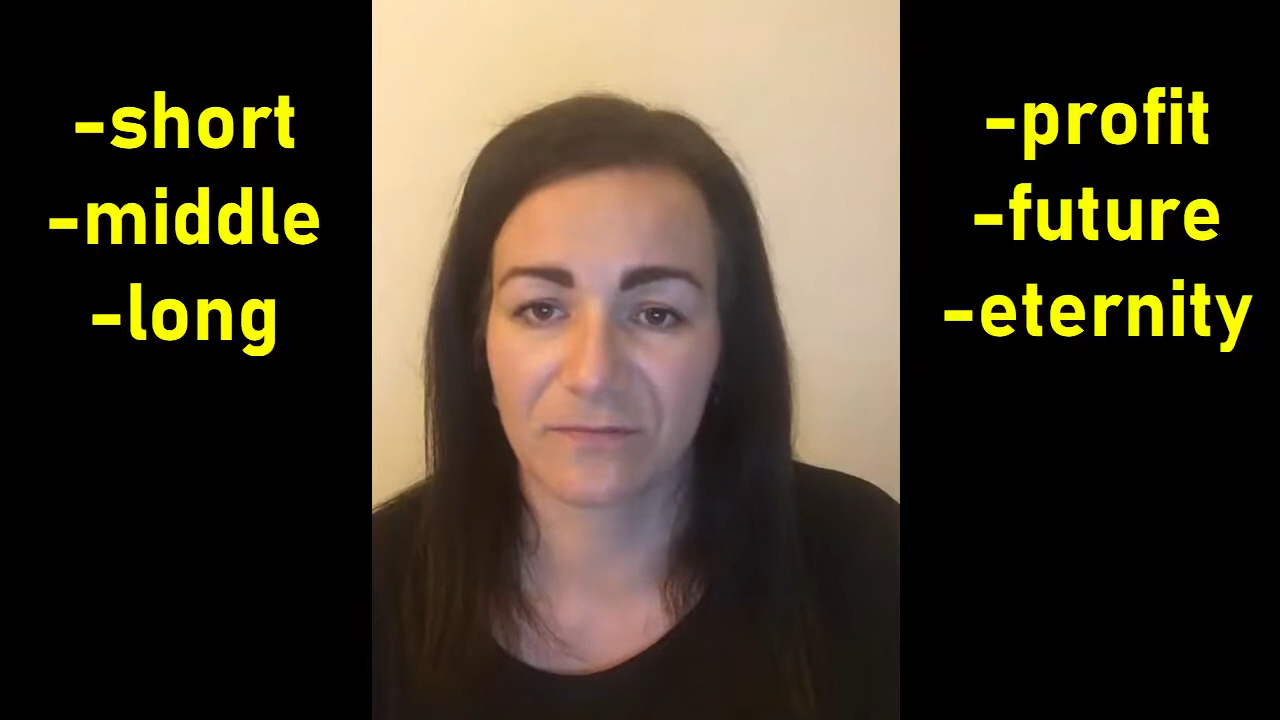 -short
-middle
-long
-profit
-future
-eternity